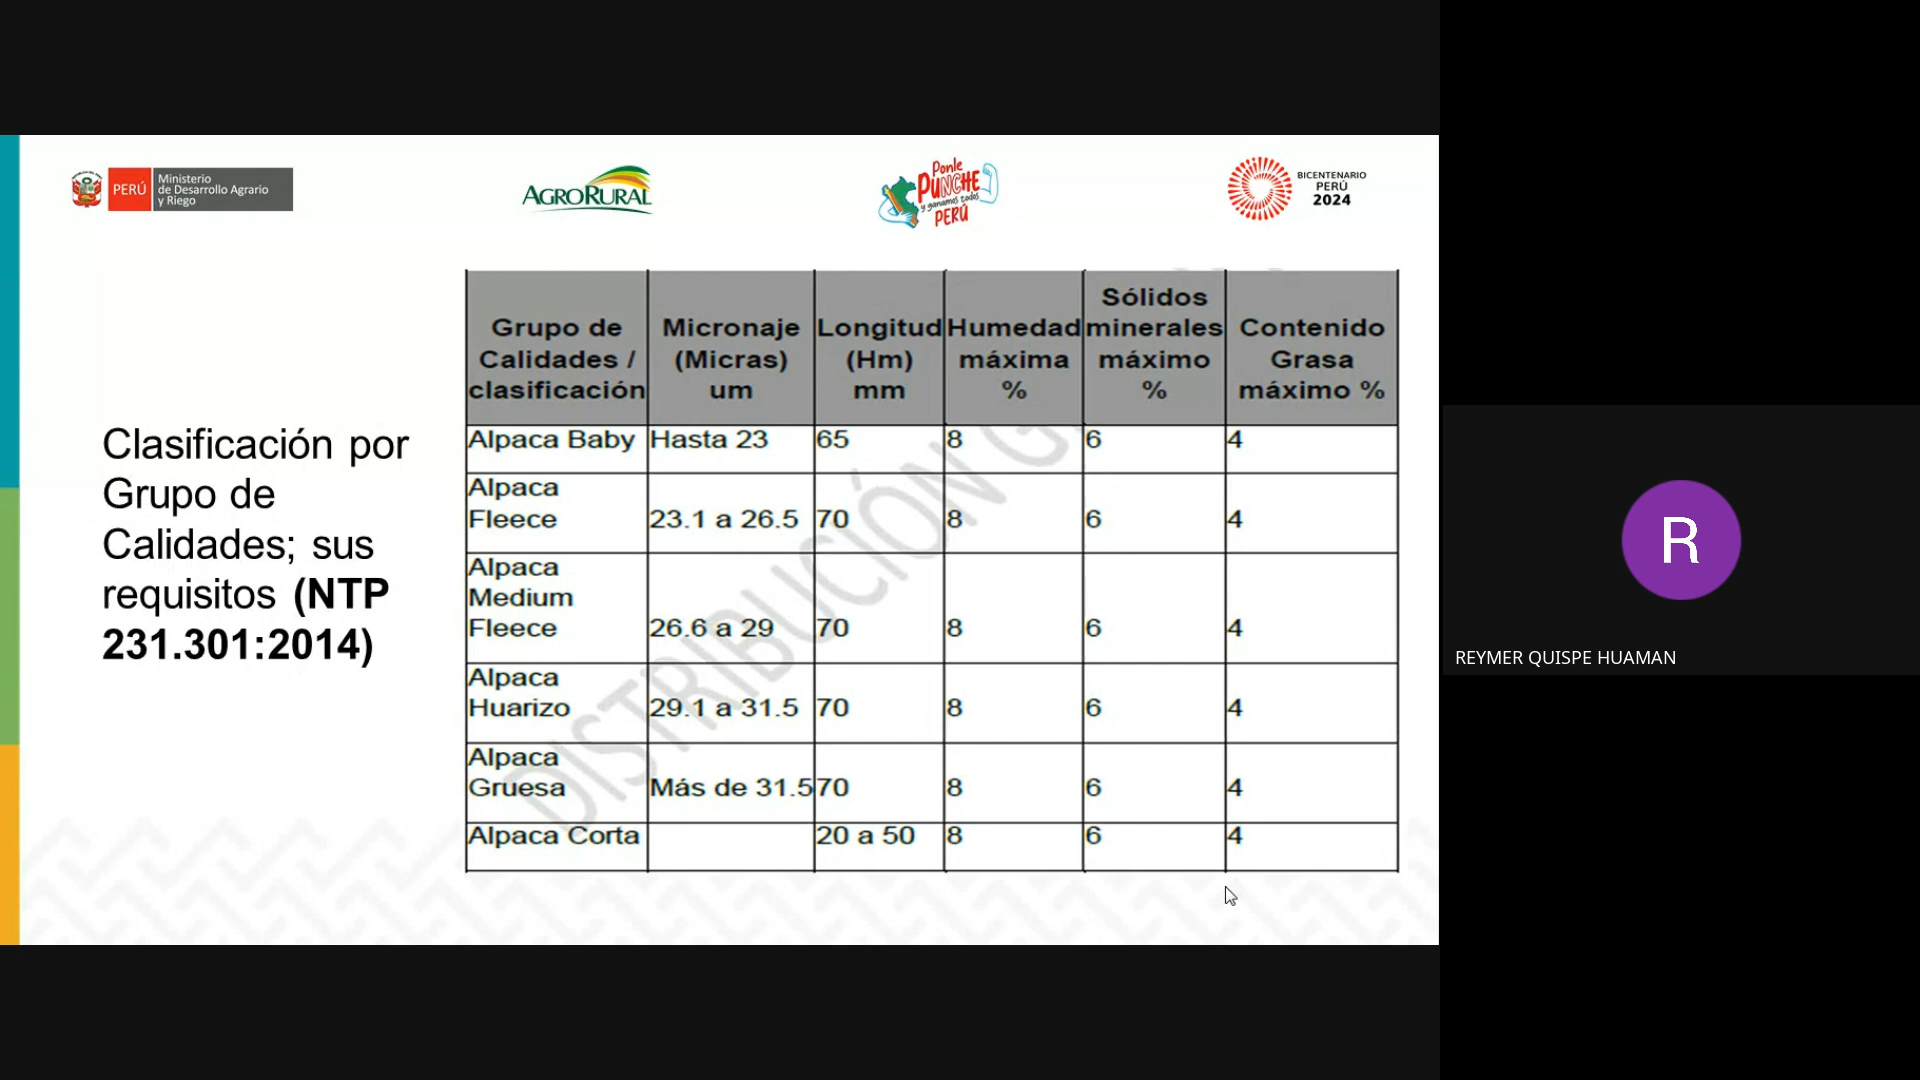 PERÚ
Ministerio
de Desarrollo Agrario
y Riego
AGRORURAL
Ponle
PUNCHE
y ganamos todos
PERÚ
BICENTENARIO
PERÚ
2024
Clasificación por
Grupo de
Calidades; sus
requisitos (NTP
231.301:2014)
Grupo de Calidades / clasificación Micronaje (Micras) um Longitud (Hm) mm Humedad máxima % Sólidos minerales máximo % Contenido Grasa máximo %
Alpaca Baby Hasta 23 65 8 6 4
Alpaca
Fleece 23.1 a 26.5 70 8 6 4
Alpaca
Medium
Fleece 26.6 a 29 70 8 6 4
Alpaca
Huarizo 29.1 a 31.5 70 8 6 4
Alpaca
Gruesa Más de 31.5 70 8 6 4
Alpaca Corta 20 a 50 8 6 4
DISTRIBUCIÓN G
R
REYMER QUISPE HUAMAN